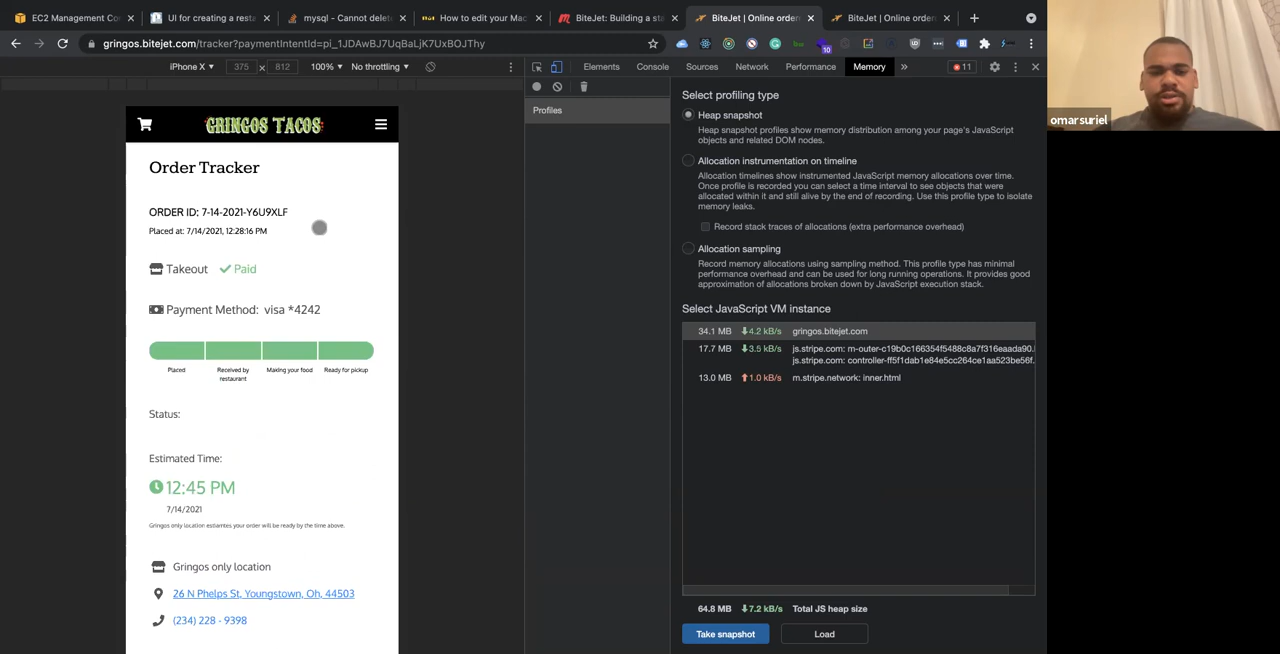 EC2 Management Co
UI for creating a resta
mysql - Cannot delet
How to edit your Mac
BiteJet: Building a sta
BiteJet | Online order
BiteJet | Online order
gringos.bitejet.com/tracker?paymentIntentId=pi_1JDAwBJ7UqBaLjK7UxBOJThy
10
iPhone X ▼ 375 x 812 100% ▼ No throttling ▼
Elements Console Sources Network Performance Memory » 11
GRINGOS TACOS
Order Tracker
ORDER ID: 7-14-2021-Y6U9XLF
Placed at: 7/14/2021, 12:28:16 PM
Takeout Paid
Payment Method: visa *4242
Placed
Received by
restaurant
Making your food
Ready for pickup
Status:
Estimated Time:
12:45 PM
7/14/2021
Gringos only location estiamtes your order will be ready by the time above.
Gringos only location
26 N Phelps St, Youngstown, Oh, 44503
(234) 228 - 9398
Profiles
Select profiling type
Heap snapshot
Heap snapshot profiles show memory distribution among your page's JavaScript
objects and related DOM nodes.
Allocation instrumentation on timeline
Allocation timelines show instrumented JavaScript memory allocations over time.
Once profile is recorded you can select a time interval to see objects that were
allocated within it and still alive by the end of recording. Use this profile type to isolate
memory leaks.
Record stack traces of allocations (extra performance overhead)
Allocation sampling
Record memory allocations using sampling method. This profile type has minimal
performance overhead and can be used for long running operations. It provides good
approximation of allocations broken down by JavaScript execution stack.
Select JavaScript VM instance
34.1 MB 4.2 kB/s gringos.bitejet.com
17.7 MB 3.5 kB/s js.stripe.com: m-outer-c19b0c166354f5488c8a7f316eaada90.
js.stripe.com: controller-ff5f1dab1e84e5cc264ce1aa523be56f.
13.0 MB 1.0 kB/s m.stripe.network: inner.html
64.8 MB 7.2 kB/s Total JS heap size
Take snapshot Load
omar suriel